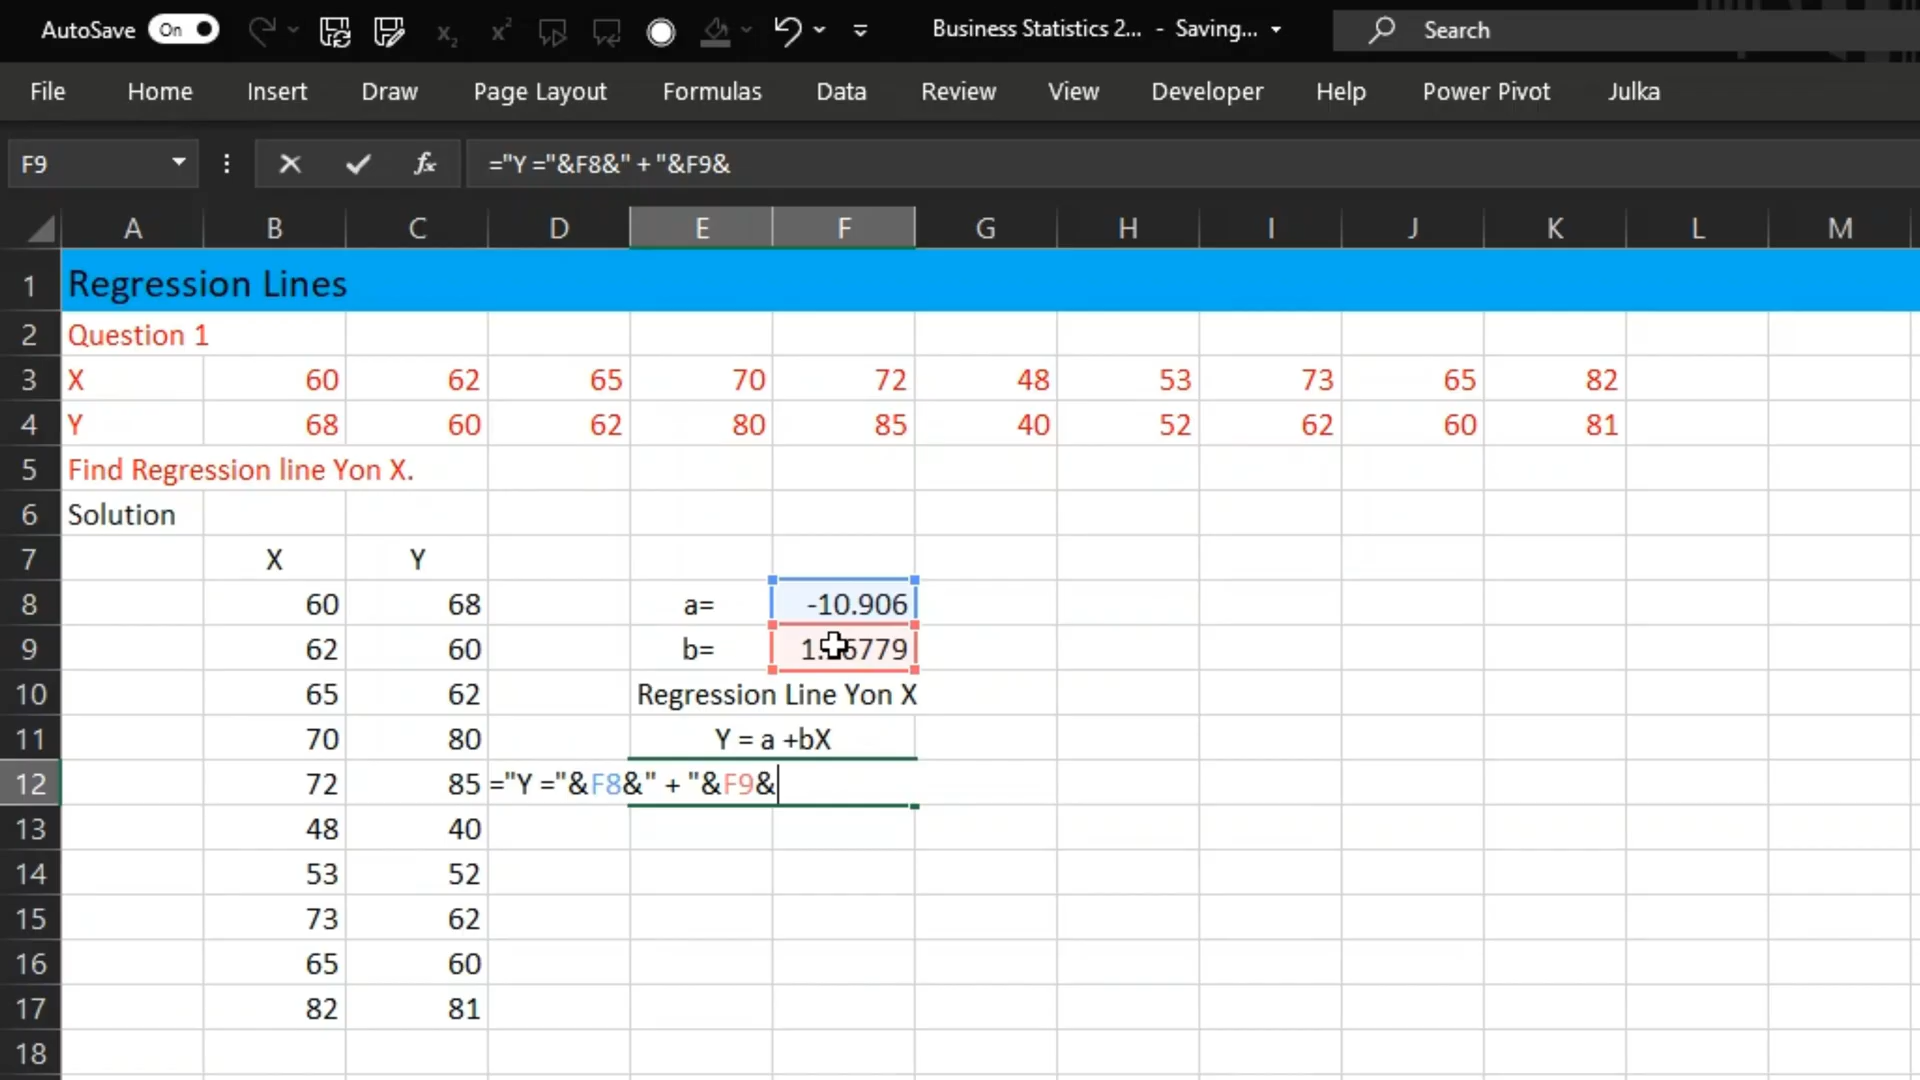 AutoSave On Business Statistics 2... - Saving... Search
File Home Insert Draw Page Layout Formulas Data Review View Developer Help Power Pivot Julka
F9 fx ="Y ="&F8&" + "&F9&
A B C D E F G H I J K L M
1 Regression Lines
2 Question 1
3 X 60 62 65 70 72 48 53 73 65 82
4 Y 68 60 62 80 85 40 52 62 60 81
5 Find Regression line Yon X.
6 Solution
7 X Y
8 60 68 a= -10.906
9 62 60 b=
10 65 62 Regression Line Yon X
11 70 80 Y = a +bX
12 72 85 ="Y ="&F8&" + "&F9&
13 48 40
14 53 52
15 73 62
16 65 60
17 82 81
18